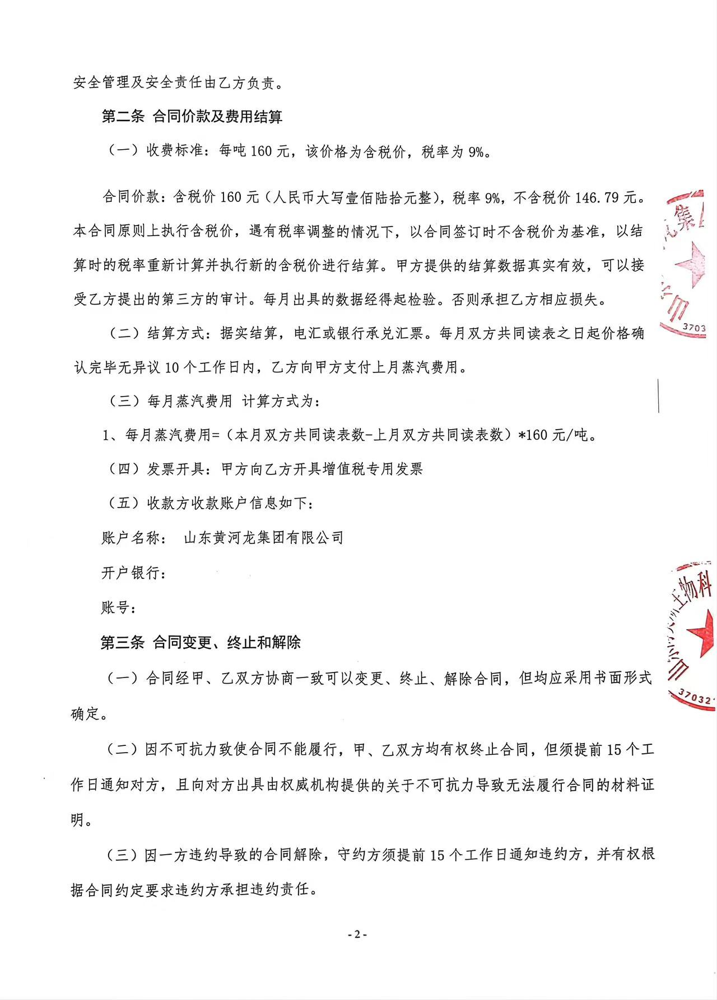 安全管理及安全责任由乙方负责。
第二条 合同价款及费用结算
（一）收费标准：每吨160元，该价格为含税价，税率为9%。
合同价款：含税价160元（人民币大写壹佰陆拾元整），税率9%，不含税价146.79元。
本合同原则上执行含税价，遇有税率调整的情况下，以合同签订时不含税价为基准，以结
算时的税率重新计算并执行新的含税价进行结算。甲方提供的结算数据真实有效，可以接
受乙方提出的第三方的审计。每月出具的数据经得起检验。否则承担乙方相应损失。
（二）结算方式：据实结算，电汇或银行承兑汇票。每月双方共同读表之日起价格确
认完毕无异议10个工作日内，乙方向甲方支付上月蒸汽费用。
（三）每月蒸汽费用 计算方式为：
1、每月蒸汽费用=（本月双方共同读表数-上月双方共同读表数）*160元/吨。
（四）发票开具：甲方向乙方开具增值税专用发票
（五）收款方收款账户信息如下：
账户名称： 山东黄河龙集团有限公司
开户银行：
账号：
第三条 合同变更、终止和解除
（一）合同经甲、乙双方协商一致可以变更、终止、解除合同，但均应采用书面形式
确定。
（二）因不可抗力致使合同不能履行，甲、乙双方均有权终止合同，但须提前15个工
作日通知对方，且向对方出具由权威机构提供的关于不可抗力导致无法履行合同的材料证
明。
（三）因一方违约导致的合同解除，守约方须提前15个工作日通知违约方，并有权根
据合同约定要求违约方承担违约责任。
-2-
集
3703
物科
37032